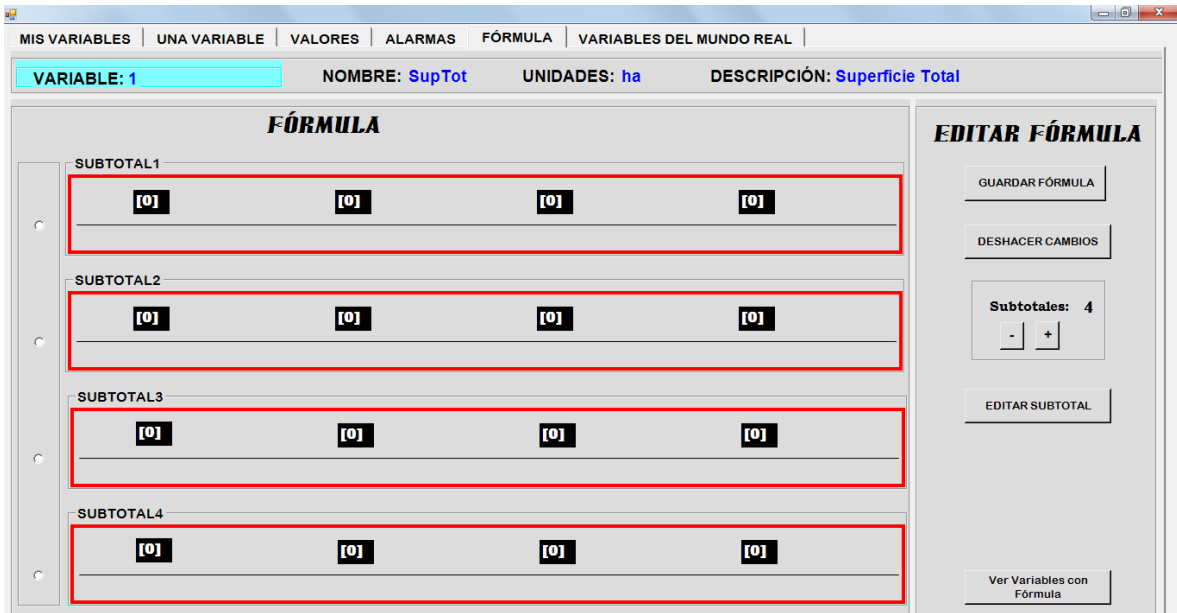 MIS VARIABLES UNA VARIABLE VALORES ALARMAS FÓRMULA VARIABLES DEL MUNDO REAL
VARIABLE: 1 NOMBRE: SupTot UNIDADES: ha DESCRIPCIÓN: Superficie Total
FÓRMULA
SUBTOTAL1
[0] [0] [0] [0]
SUBTOTAL2
[0] [0] [0] [0]
SUBTOTAL3
[0] [0] [0] [0]
SUBTOTAL4
[0] [0] [0] [0]
EDITAR FÓRMULA
GUARDAR FÓRMULA
DESHACER CAMBIOS
Subtotales: 4
- +
EDITAR SUBTOTAL
Ver Variables con
Fórmula